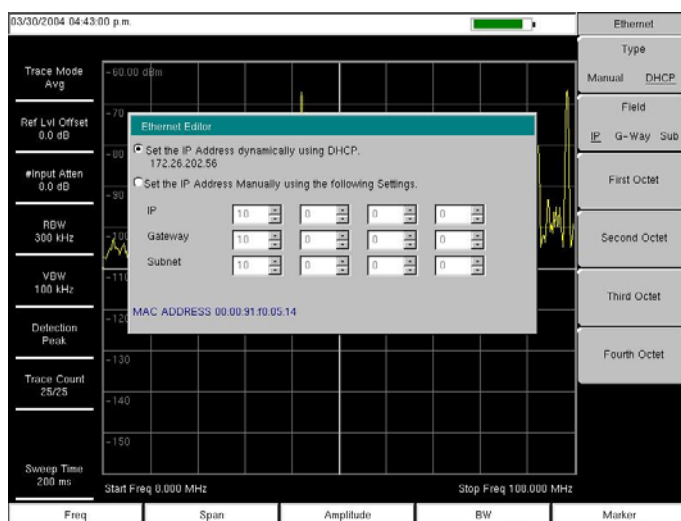 03/30/2004 04:43:00 p.m.
Ethernet
Type
Manual DHCP
Field
IP G-Way Sub
First Octet
Second Octet
Third Octet
Fourth Octet
Trace Mode
Avg
Ref Lvl Offset
0.0 dB
#Input Atten
0.0 dB
RBW
300 kHz
VBW
100 kHz
Detection
Peak
Trace Count
25/25
Sweep Time
200 ms
-60.00 dBm
-70
-80
-90
-100
-110
-120
-130
-140
-150
Ethernet Editor
Set the IP Address dynamically using DHCP.
172.26.202.56
Set the IP Address Manually using the following Settings.
IP 10 0 0 0
Gateway 10 0 0 0
Subnet 10 0 0 0
MAC ADDRESS 00.00.91.f0.05.14
Start Freq 8.000 MHz
Stop Freq 108.000 MHz
Freq
Span
Amplitude
BW
Marker